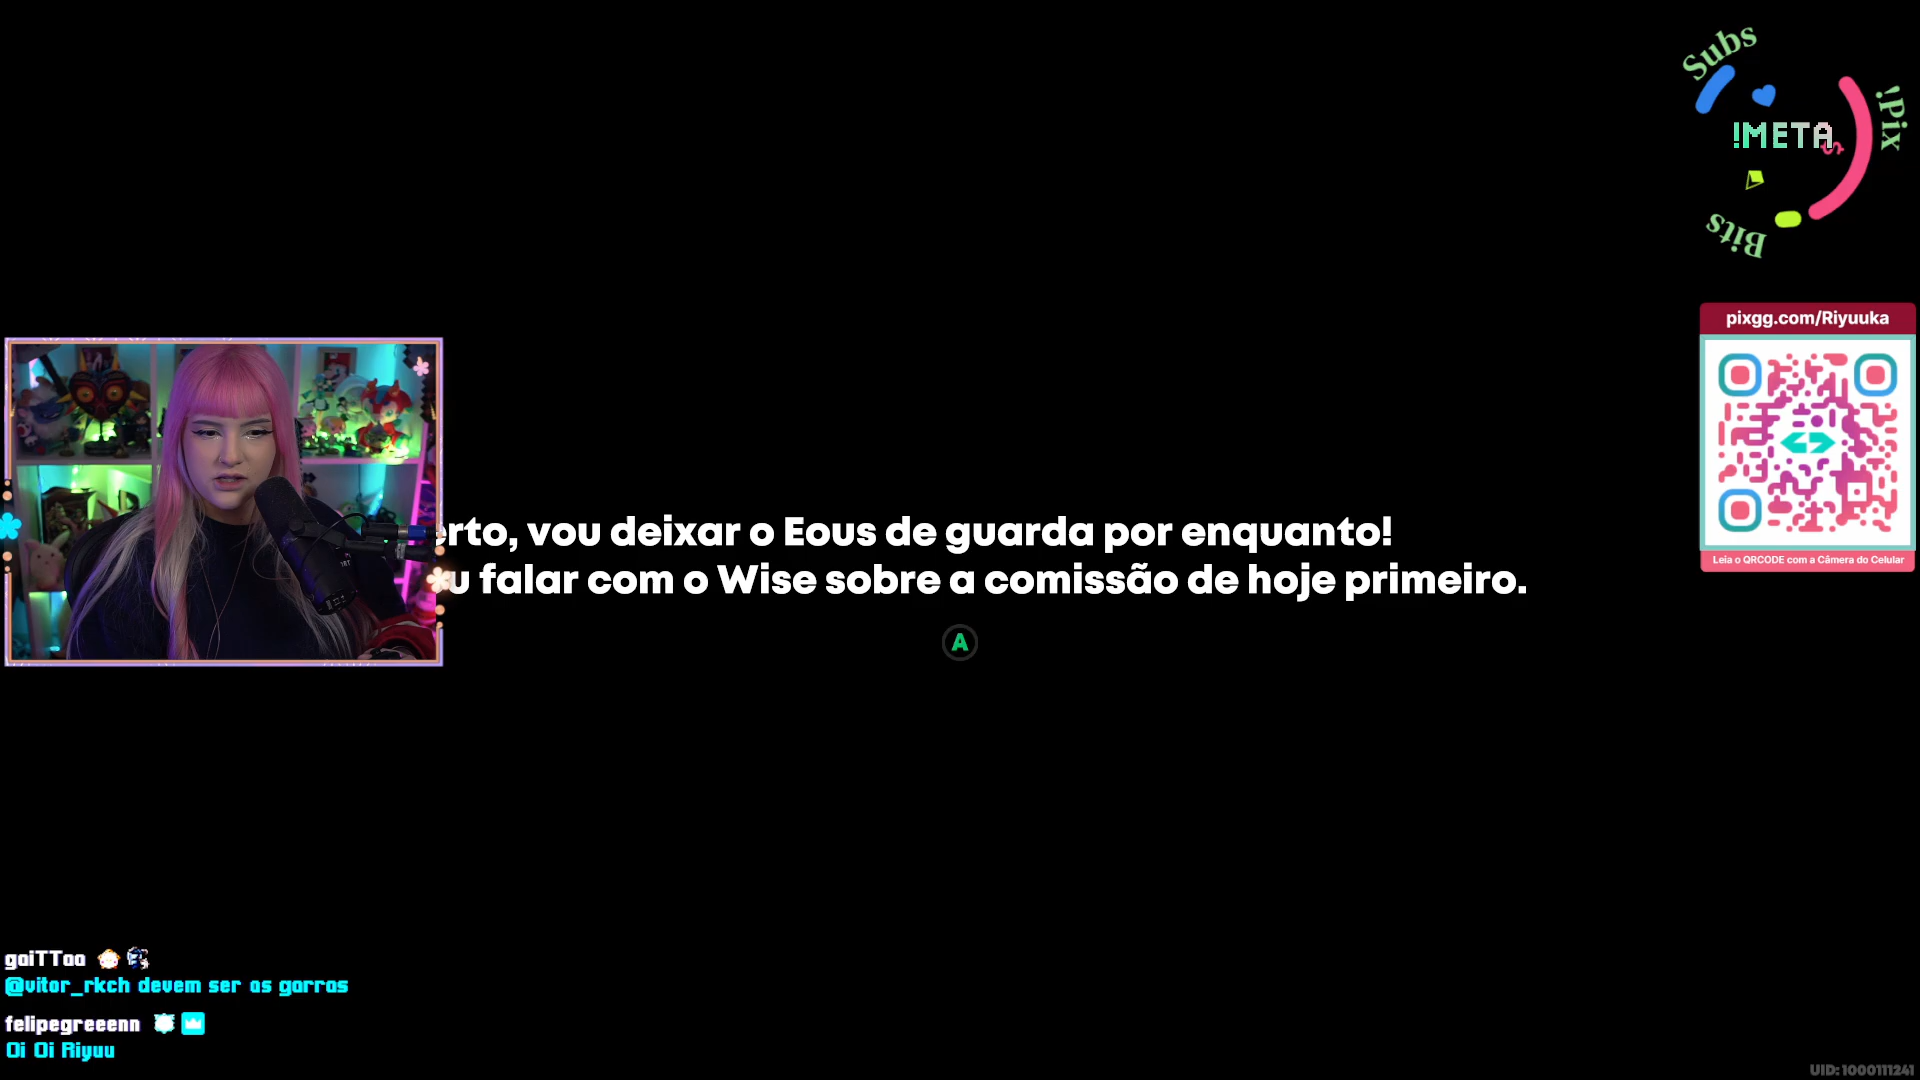 Subs
!Pix
!META
Bits
pixgg.com/Riyuuka
Leia o QRCODE com a Câmera do Celular
vou deixar o Eous de guarda por enquanto!
falar com o Wise sobre a comissão de hoje primeiro.
A
goiTToo
@vitor_rkch devem ser as garras
felipegreeenn
Oi Oi Riyuu
UID: 1000111241